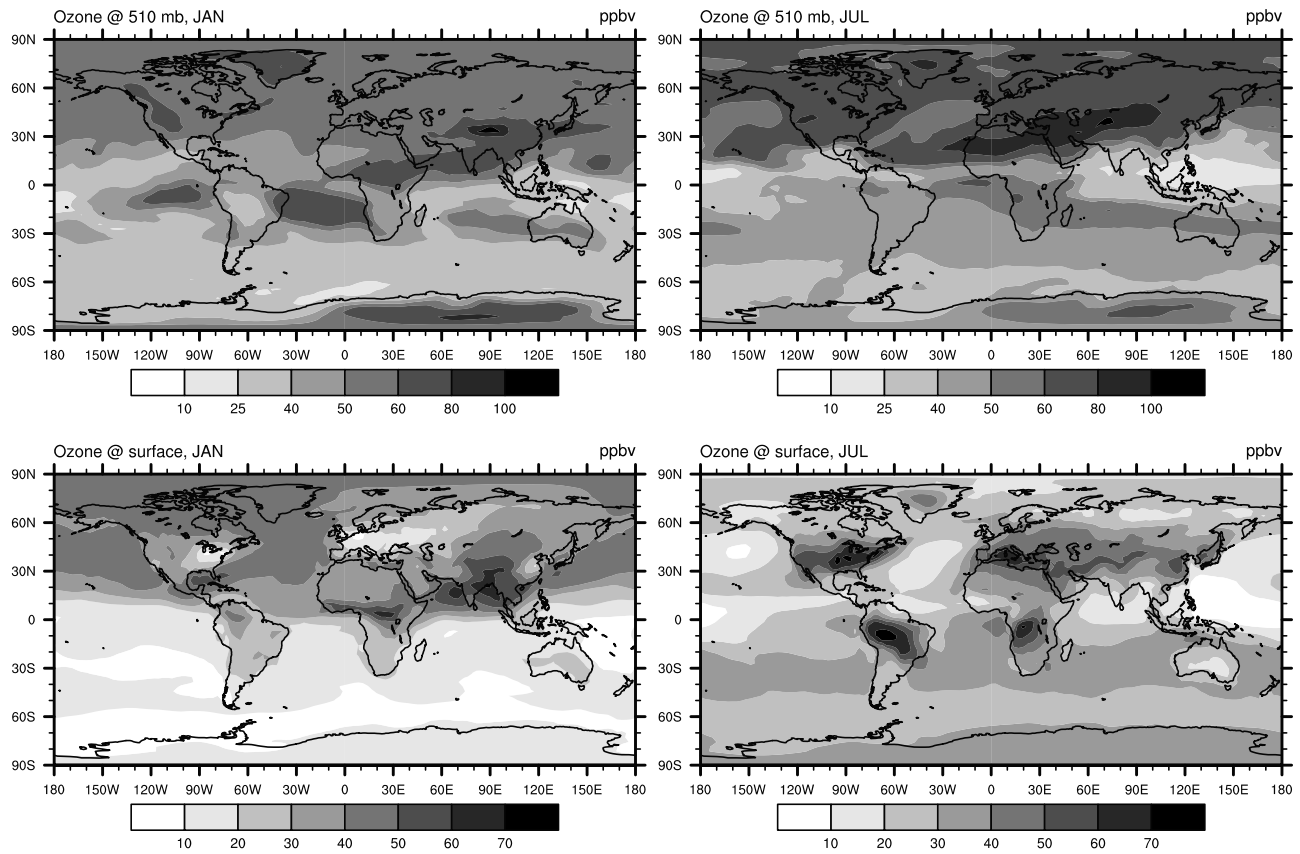 Ozone @ 510 mb, JAN ppbv
90N
60N
30N
0
30S
60S
90S
180 150W 120W 90W 60W 30W 0 30E 60E 90E 120E 150E 180
10 25 40 50 60 80 100
Ozone @ 510 mb, JUL ppbv
90N
60N
30N
0
30S
60S
90S
180 150W 120W 90W 60W 30W 0 30E 60E 90E 120E 150E 180
10 25 40 50 60 80 100
Ozone @ surface, JAN ppbv
90N
60N
30N
0
30S
60S
90S
180 150W 120W 90W 60W 30W 0 30E 60E 90E 120E 150E 180
10 20 30 40 50 60 70
Ozone @ surface, JUL ppbv
90N
60N
30N
0
30S
60S
90S
180 150W 120W 90W 60W 30W 0 30E 60E 90E 120E 150E 180
10 20 30 40 50 60 70